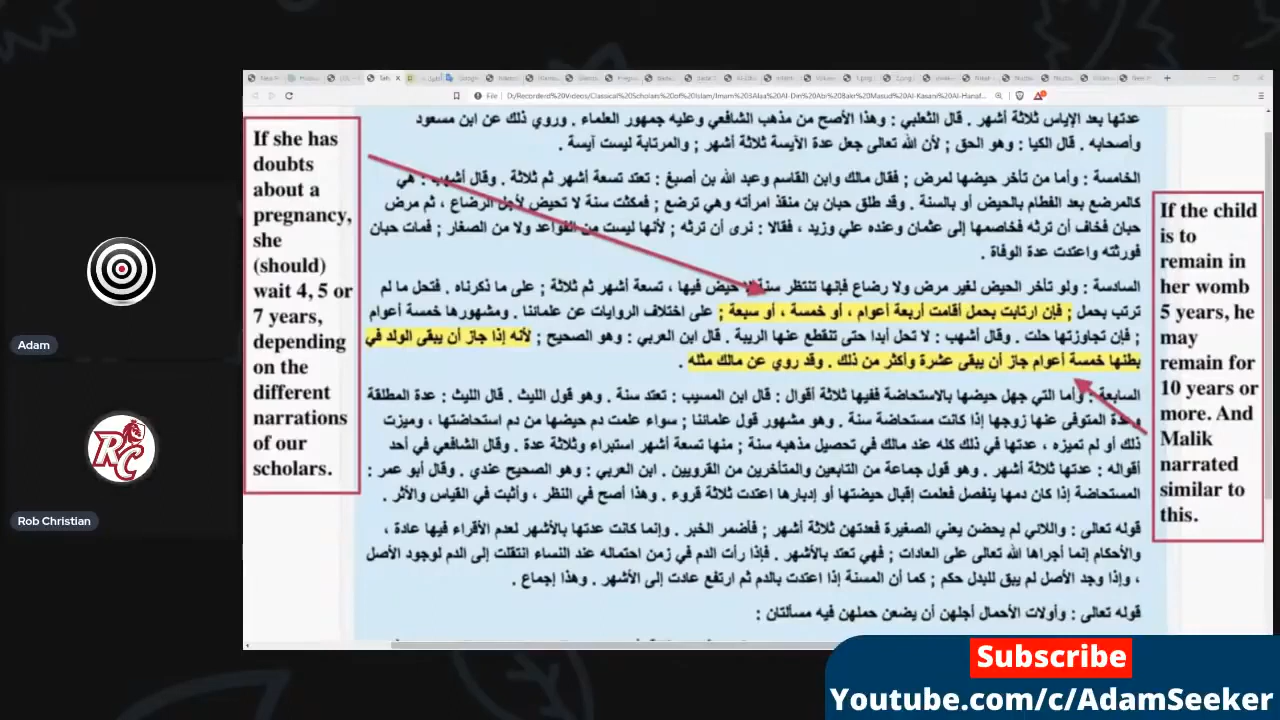 File
If she has
doubts
about a
pregnancy,
she
(should)
wait 4, 5 or
7 years,
depending
on the
different
narrations
of our
scholars.
عدتها بعد الإياس ثلاثة أشهر . قال الثعلبي : وهذا الأصح من مذهب الشافعي وعليه جمهور العلماء . وروي ذلك عن ابن مسعود
وأصحابه . قال الكيا : وهو الحق ; لأن الله تعالى جعل عدة الآيسة ثلاثة أشهر ; والمرتابة ليست آيسة .
الخامسة : وأما من تأخر حيضها لمرض ; فقال مالك وابن القاسم وعبد الله بن أصبغ : تعتد تسعة أشهر ثم ثلاثة . وقال أشهب : هي
كالمرضع بعد الفطام بالحيض أو بالسنة . وقد طلق حبان بن منقذ امرأته وهي ترضع ; فمكثت سنة لا تحيض لأجل الرضاع ، ثم مرض
حبان فخاف أن ترثه فخاصمها إلى عثمان وعنده علي وزيد ، فقالا : نرى أن ترثه ; لأنها ليست من القواعد ولا من الصغار ; فمات حبان
فورثته واعتدت عدة الوفاة .
السادسة : ولو تأخر الحيض لغير مرض ولا رضاع فإنها تنتظر سنة لا حيض فيها ، تسعة أشهر ثم ثلاثة ; على ما ذكرناه . فتحل ما لم
ترتب بحمل ; فإن ارتابت بحمل أقامت أربعة أعوام ، أو خمسة ، أو سبعة ; على اختلاف الروايات عن علمائنا . ومشهورها خمسة أعوام
; فإن تجاوزتها حلت . وقال أشهب : لا تحل أبدا حتى تنقطع عنها الريبة . قال ابن العربي : وهو الصحيح ; لأنه إذا جاز أن يبقى الولد في
بطنها خمسة أعوام جاز أن يبقى عشرة وأكثر من ذلك . وقد روي عن مالك مثله .
السابعة : وأما التي جهل حيضها بالاستحاضة ففيها ثلاثة أقوال : قال ابن المسيب : تعتد سنة . وهو قول الليث . قال الليث : عدة المطلقة
وعدة المتوفى عنها زوجها إذا كانت مستحاضة سنة . وهو مشهور قول علمائنا ; سواء علمت دم حيضها من دم استحاضتها ، وميزت
ذلك أو لم تميزه ، عدتها في ذلك كله عند مالك في تحصيل مذهبه سنة ; منها تسعة أشهر استبراء وثلاثة عدة . وقال الشافعي في أحد
أقواله : عدتها ثلاثة أشهر . وهو قول جماعة من التابعين والمتأخرين من القرويين . ابن العربي : وهو الصحيح عندي . وقال أبو عمر :
المستحاضة إذا كان دمها ينفصل فعلمت إقبال حيضتها أو إدبارها اعتدت ثلاثة قروء . وهذا أصح في النظر ، وأثبت في القياس والأثر .
قوله تعالى : واللائي لم يحضن يعني الصغيرة فعدتهن ثلاثة أشهر ; فأضمر الخبر . وإنما كانت عدتها بالأشهر لعدم الأقراء فيها عادة ،
والأحكام إنما أجراها الله تعالى على العادات ; فهي تعتد بالأشهر . فإذا رأت الدم في زمن احتماله عند النساء انتقلت إلى الدم لوجود الأصل
، وإذا وجد الأصل لم يبق للبدل حكم ; كما أن المسنة إذا اعتدت بالدم ثم ارتفع عادت إلى الأشهر . وهذا إجماع .
قوله تعالى : وأولات الأحمال أجلهن أن يضعن حملهن فيه مسألتان :
If the child
is to
remain in
her womb
5 years, he
may
remain for
10 years or
more. And
Malik
narrated
similar to
this.
Adam
RC
Rob Christian
Subscribe
Youtube.com/c/AdamSeeker